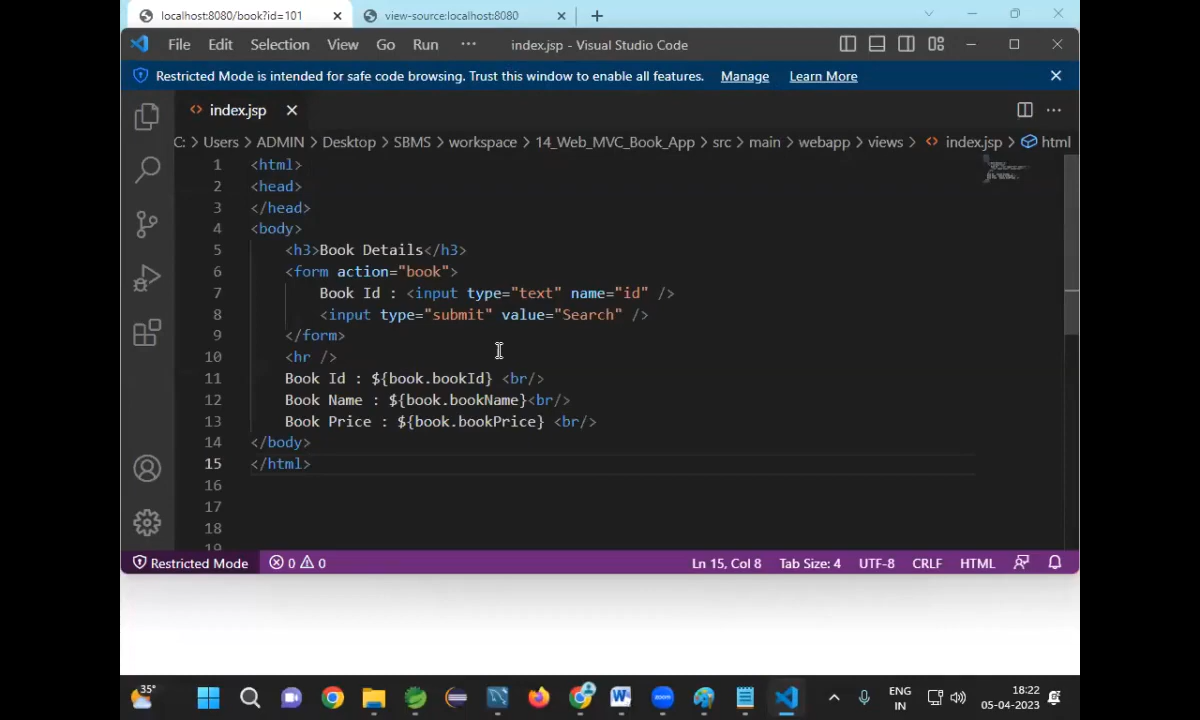 localhost:8080/book?id=101
view-source:localhost:8080
File Edit Selection View Go Run ··· index.jsp - Visual Studio Code
Restricted Mode is intended for safe code browsing. Trust this window to enable all features. Manage Learn More
<> index.jsp
C: > Users > ADMIN > Desktop > SBMS > workspace > 14_Web_MVC_Book_App > src > main > webapp > views > <> index.jsp > html
1 <html>
2 <head>
3 </head>
4 <body>
5 <h3>Book Details</h3>
6 <form action="book">
7 Book Id : <input type="text" name="id" />
8 <input type="submit" value="Search" />
9 </form>
10 <hr />
11 Book Id : ${book.bookId} <br/>
12 Book Name : ${book.bookName}<br/>
13 Book Price : ${book.bookPrice} <br/>
14 </body>
15 </html>
16
17
18
19
Restricted Mode 0 0 Ln 15, Col 8 Tab Size: 4 UTF-8 CRLF HTML
35° zoom ENG IN 18:22 05-04-2023